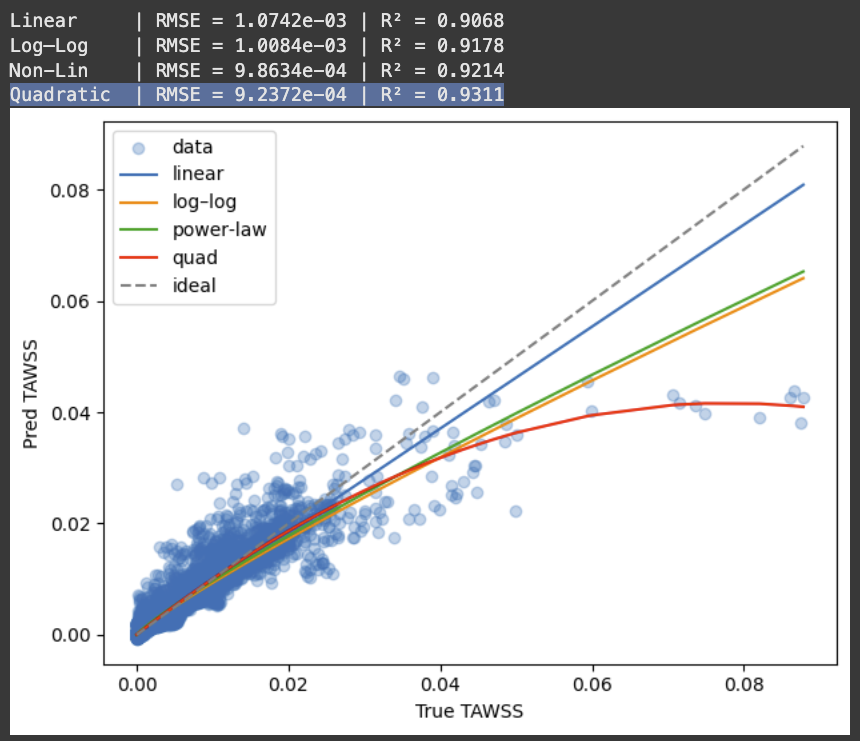 Linear     | RMSE = 1.0742e-03 | R² = 0.9068
Log-Log    | RMSE = 1.0084e-03 | R² = 0.9178
Non-Lin    | RMSE = 9.8634e-04 | R² = 0.9214
Quadratic  | RMSE = 9.2372e-04 | R² = 0.9311
data
linear
log–log
power-law
quad
ideal
0.08
0.06
0.04
0.02
0.00
Pred TAWSS
0.00 0.02 0.04 0.06 0.08
True TAWSS